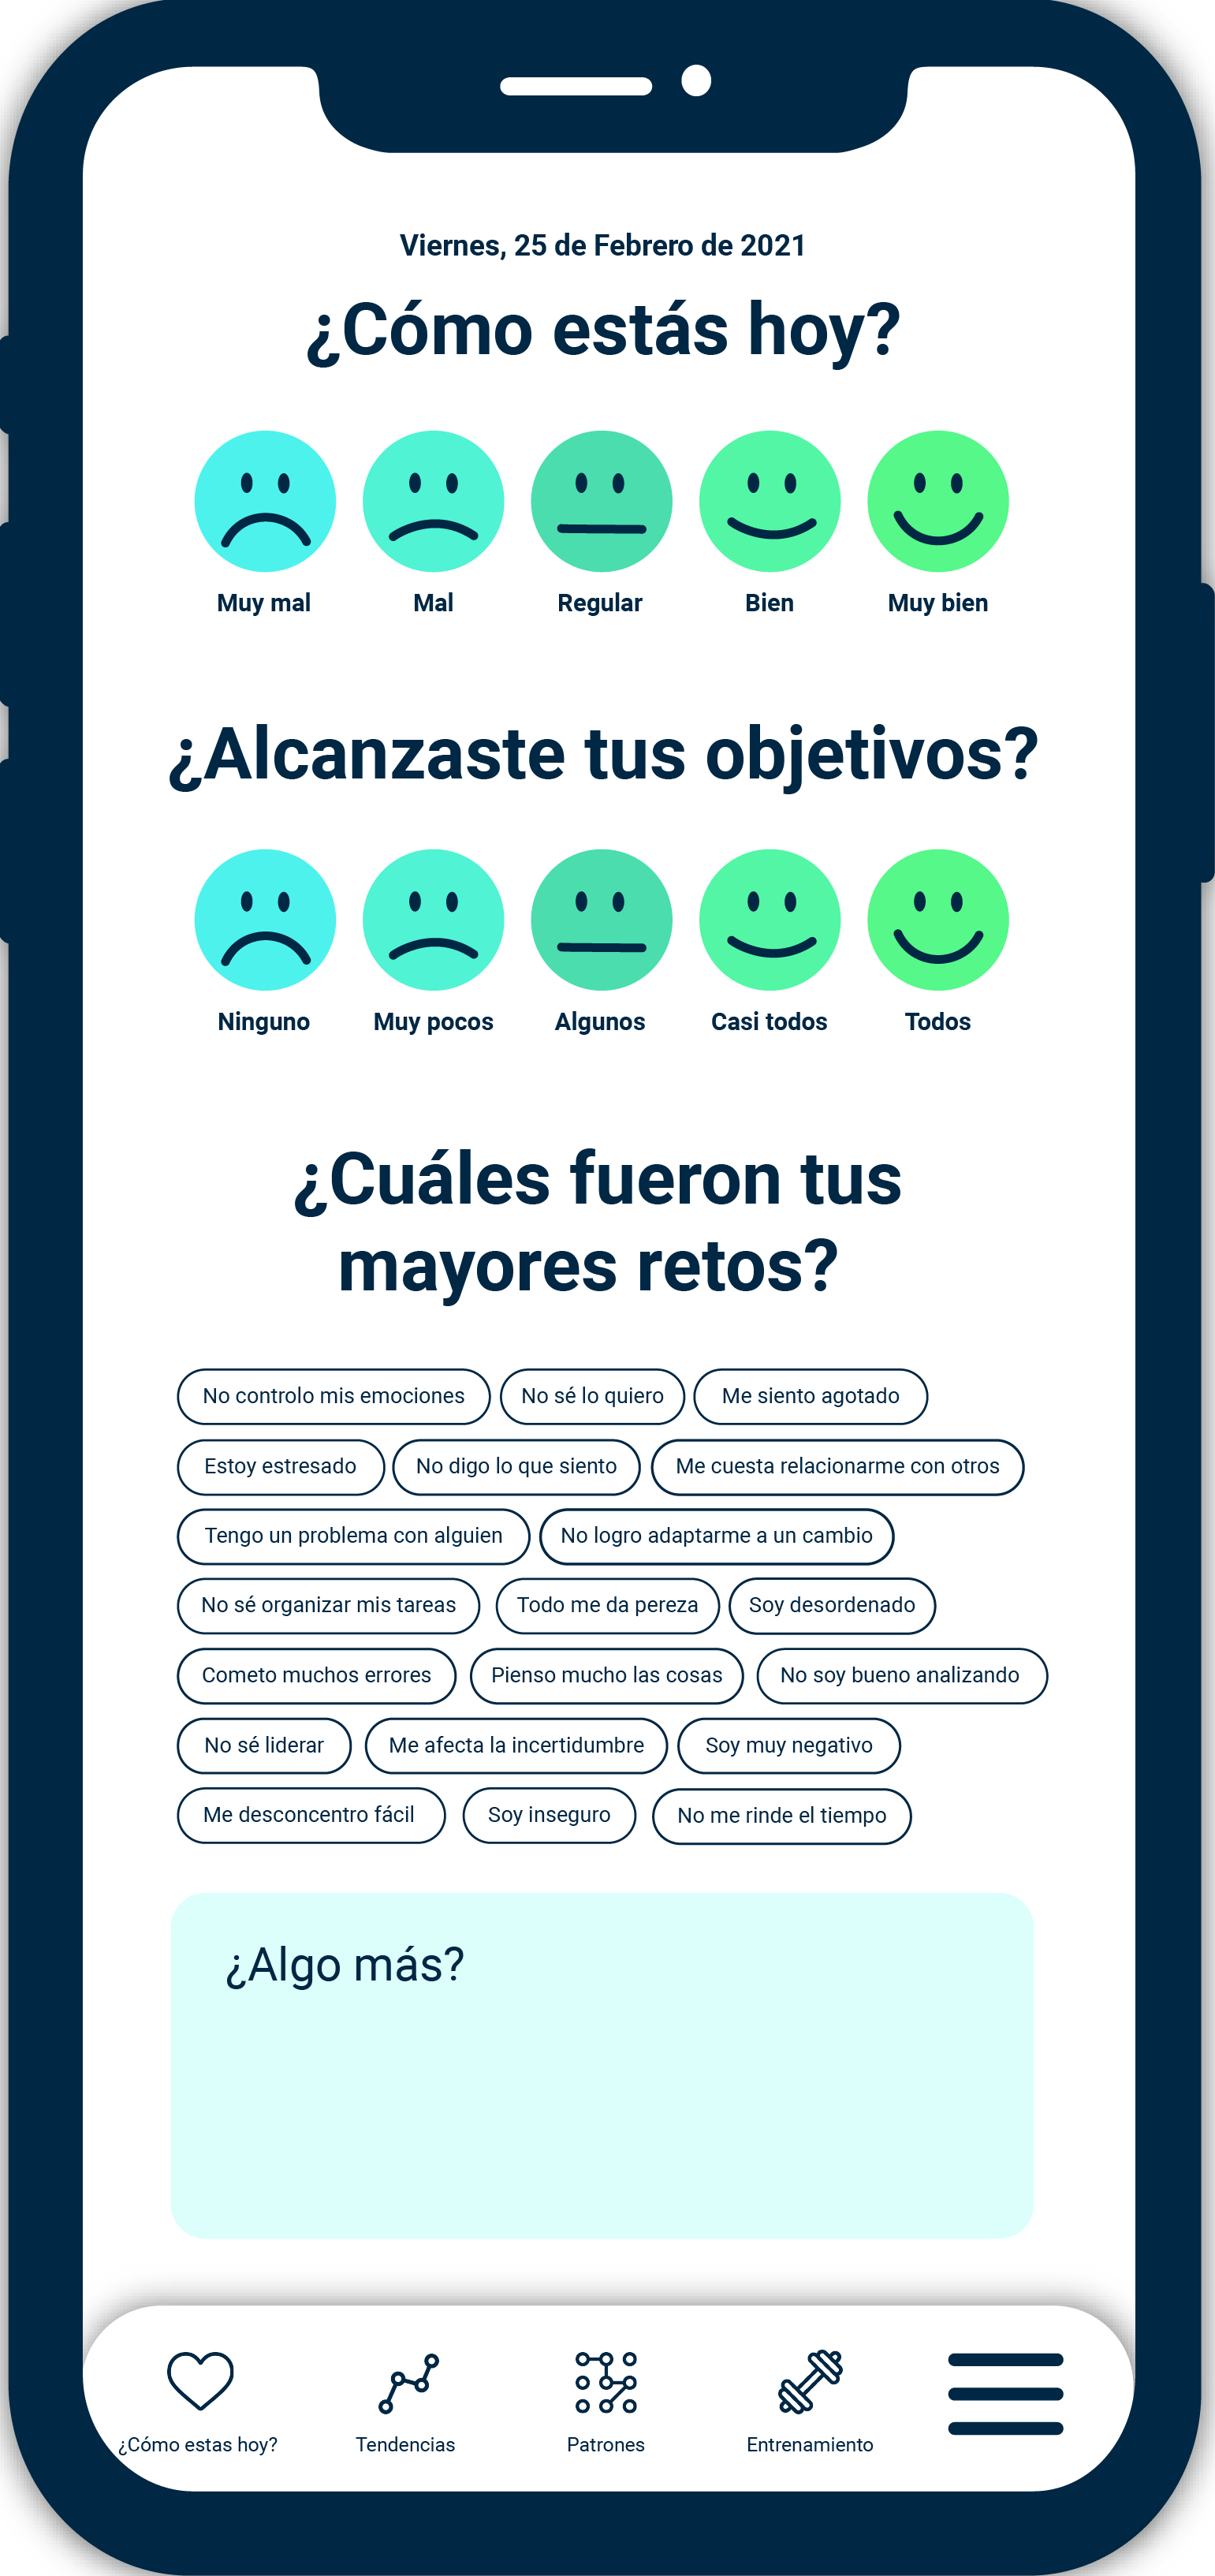 Viernes, 25 de Febrero de 2021
¿Cómo estás hoy?
Muy mal Mal Regular Bien Muy bien
¿Alcanzaste tus objetivos?
Ninguno Muy pocos Algunos Casi todos Todos
¿Cuáles fueron tus
mayores retos?
No controlo mis emociones No sé lo quiero Me siento agotado
Estoy estresado No digo lo que siento Me cuesta relacionarme con otros
Tengo un problema con alguien No logro adaptarme a un cambio
No sé organizar mis tareas Todo me da pereza Soy desordenado
Cometo muchos errores Pienso mucho las cosas No soy bueno analizando
No sé liderar Me afecta la incertidumbre Soy muy negativo
Me desconcentro fácil Soy inseguro No me rinde el tiempo
¿Algo más?
¿Cómo estas hoy? Tendencias Patrones Entrenamiento